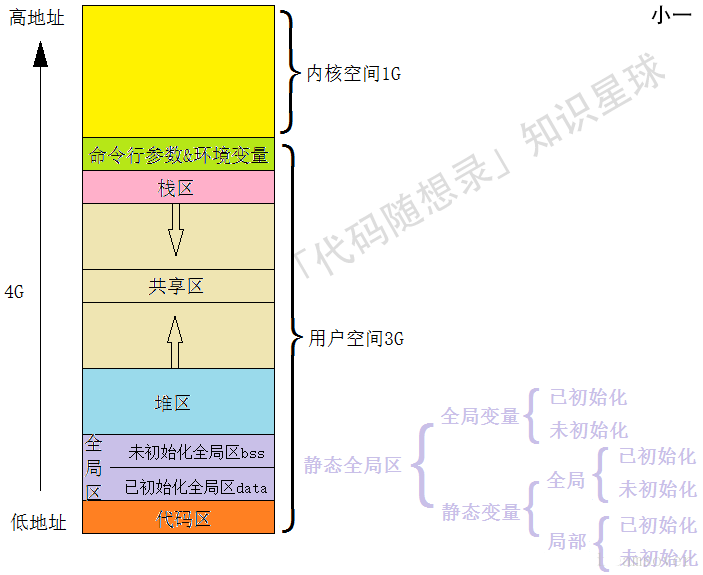 高地址
小一
内核空间1G
「代码随想录」知识星球
命令行参数&环境变量
栈区
共享区
4G
用户空间3G
堆区
全局区
未初始化全局区bss
已初始化全局区data
代码区
低地址
静态全局区
全局变量
已初始化
未初始化
静态变量
全局
已初始化
未初始化
局部
已初始化
未初始化